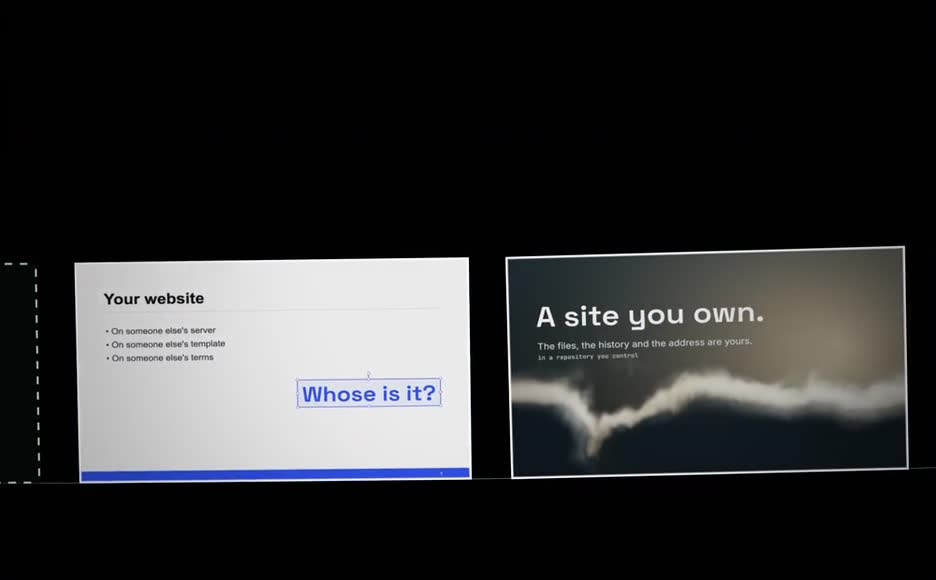 Your website
• On someone else's server
• On someone else's template
• On someone else's terms
Whose is it?
1
A site you own.
The files, the history and the address are yours.
in a repository you control